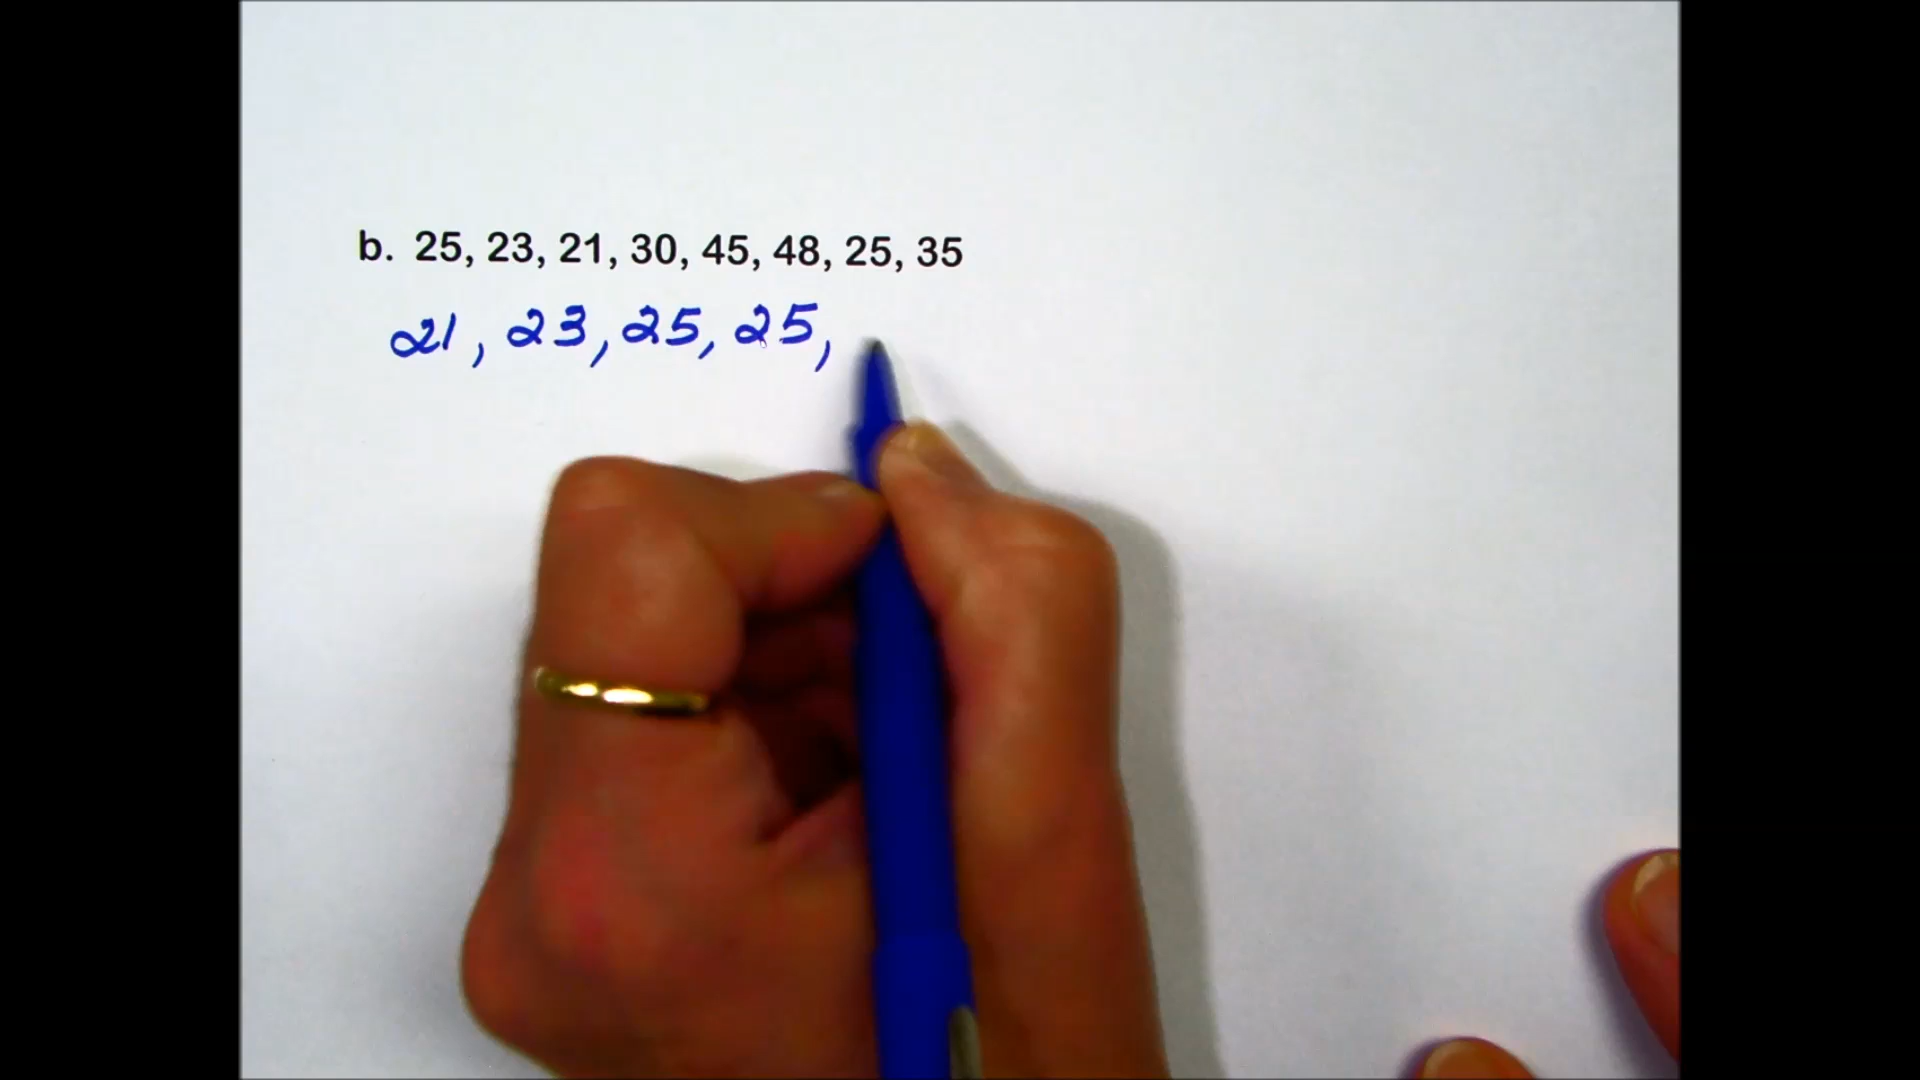 b. 25, 23, 21, 30, 45, 48, 25, 35
21, 23, 25, 25,